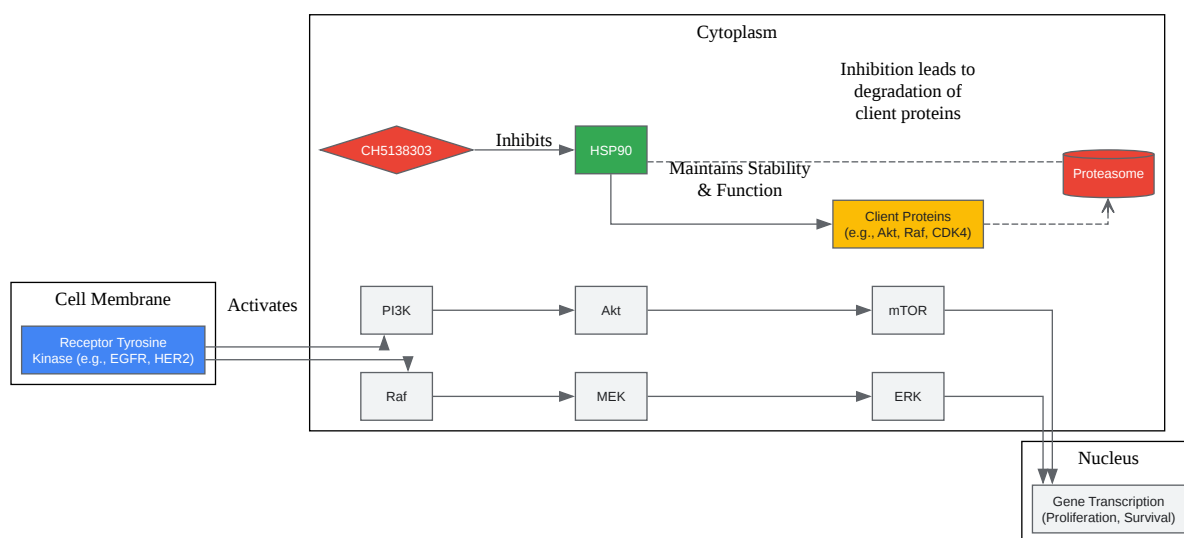 Cytoplasm
Inhibition leads to
degradation of
client proteins
CH5138303
Inhibits
HSP90
Maintains Stability
& Function
Proteasome
Client Proteins
(e.g., Akt, Raf, CDK4)
Cell Membrane
Activates
Receptor Tyrosine
Kinase (e.g., EGFR, HER2)
PI3K
Akt
mTOR
Raf
MEK
ERK
Nucleus
Gene Transcription
(Proliferation, Survival)